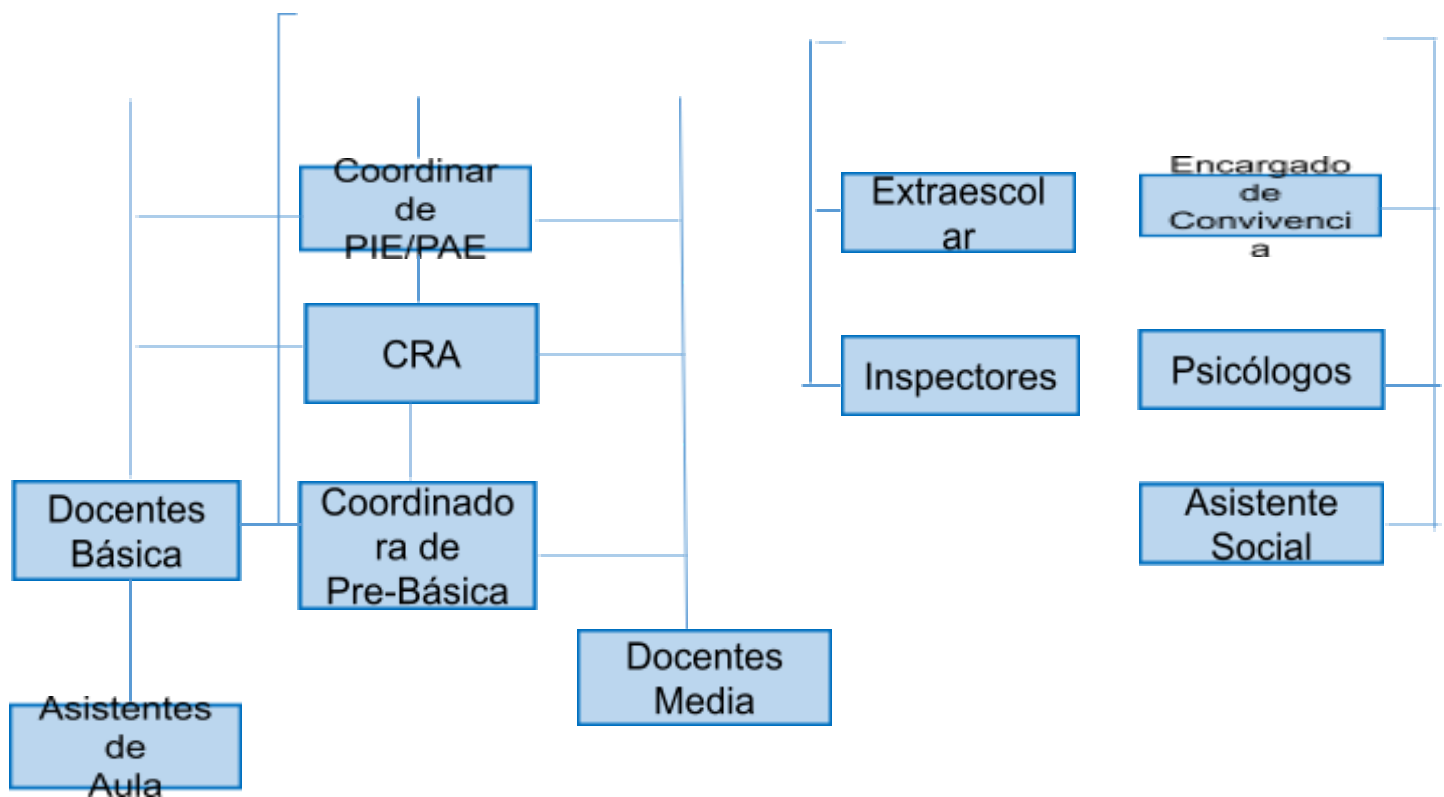 Coordinar
de
PIE/PAE
Extraescol
ar
Encargado
de
Convivenci
a
CRA
Inspectores
Psicólogos
Docentes
Básica
Coordinado
ra de
Pre-Básica
Asistente
Social
Docentes
Media
Asistentes
de
Aula